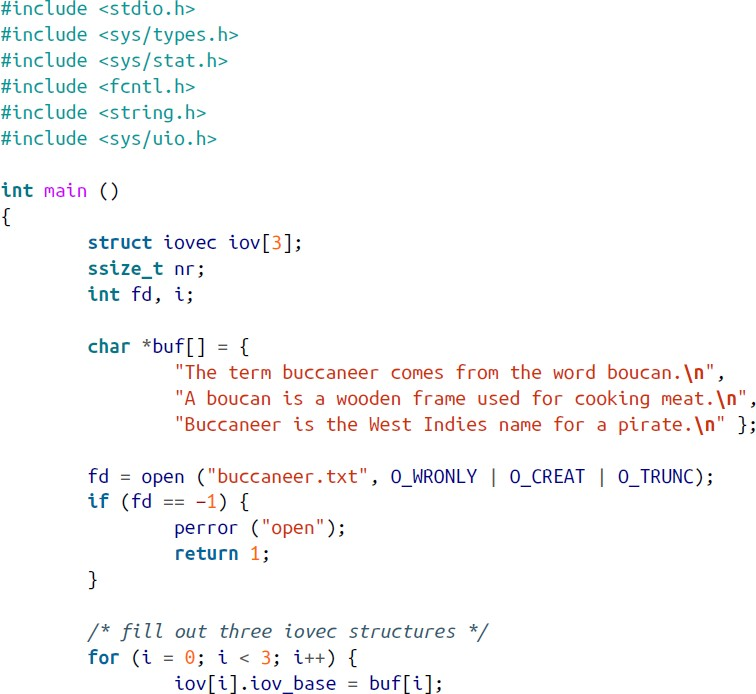 #include <stdio.h>
#include <sys/types.h>
#include <sys/stat.h>
#include <fcntl.h>
#include <string.h>
#include <sys/uio.h>

int main ()
{
        struct iovec iov[3];
        ssize_t nr;
        int fd, i;

        char *buf[] = {
                "The term buccaneer comes from the word boucan.\n",
                "A boucan is a wooden frame used for cooking meat.\n",
                "Buccaneer is the West Indies name for a pirate.\n" };

        fd = open ("buccaneer.txt", O_WRONLY | O_CREAT | O_TRUNC);
        if (fd == -1) {
                perror ("open");
                return 1;
        }

        /* fill out three iovec structures */
        for (i = 0; i < 3; i++) {
                iov[i].iov_base = buf[i];